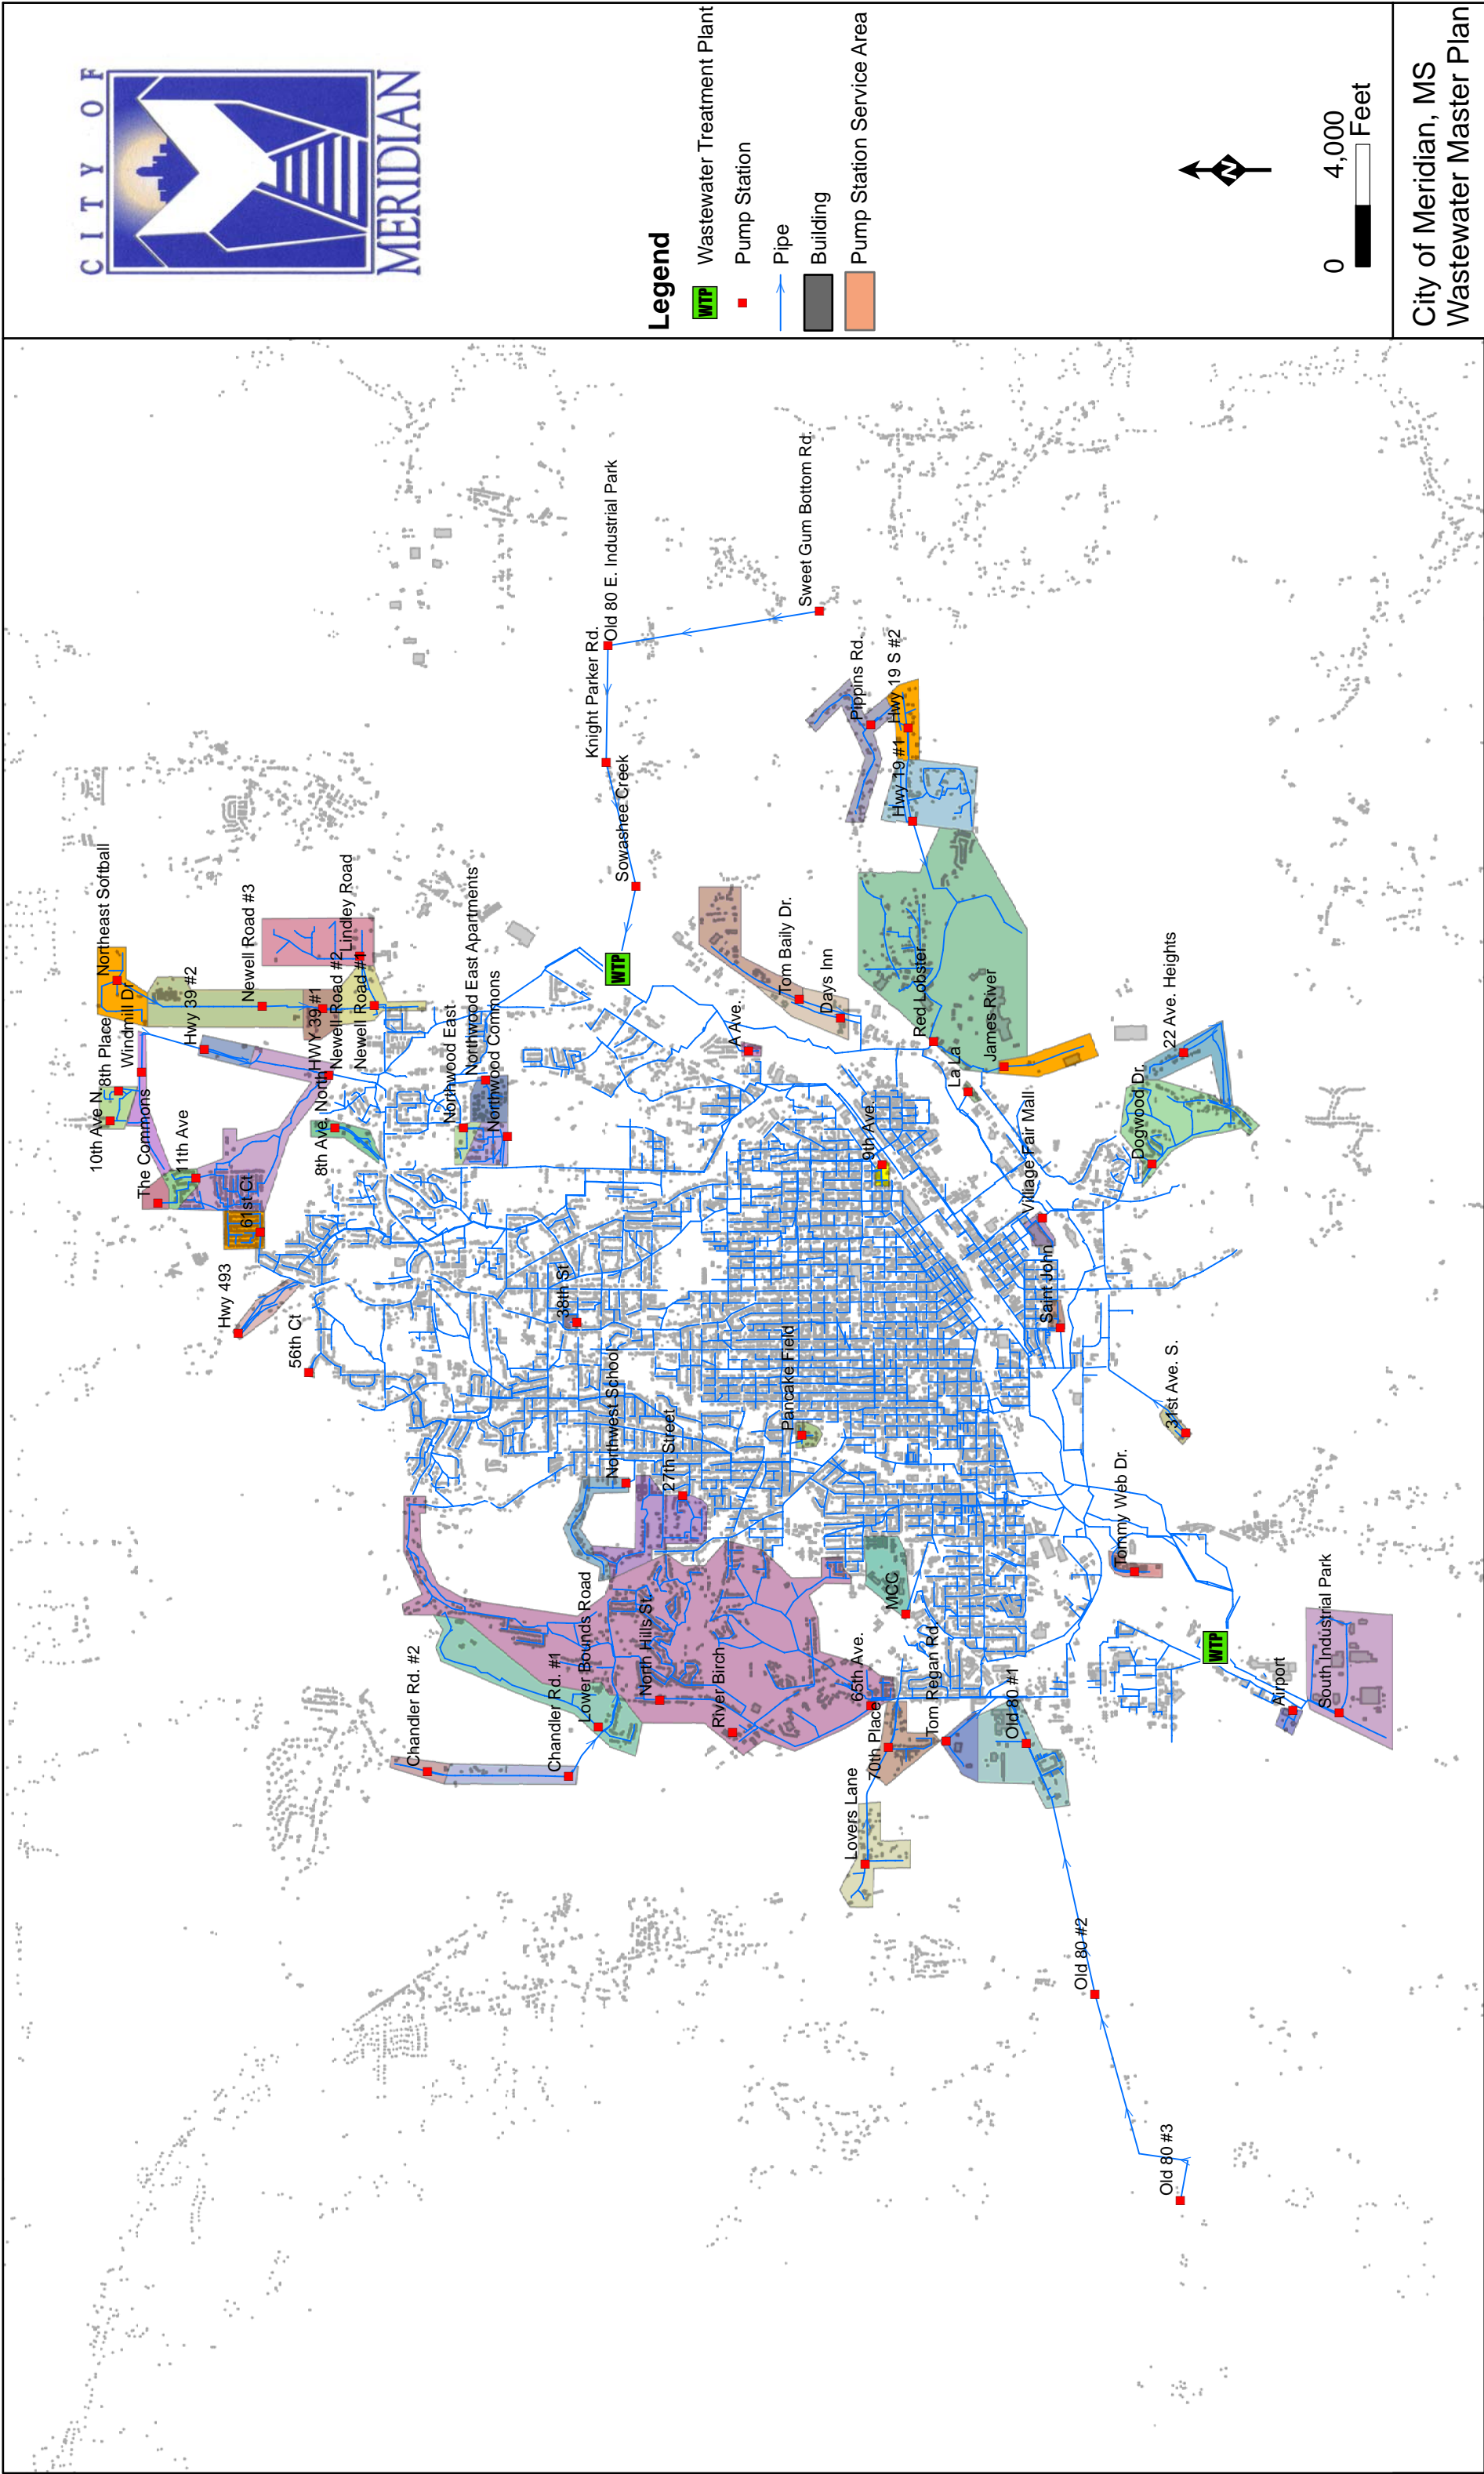 CITY OF
MERIDIAN
Legend
WTP Wastewater Treatment Plant
Pump Station
Pipe
Building
Pump Station Service Area
N
0 4,000
Feet
City of Meridian, MS
Wastewater Master Plan
Northeast Softball
8th Place
Windmill Dr
10th Ave N.
The Commons
11th Ave
Hwy 39 #2
Newell Road #3
61st Ct
Hwy 493
56th Ct
Lindley Road
HWY 39 #1
Newell Road #2
Newell Road #1
8th Ave. North
Northwood East
Northwood East Apartments
Northwood Commons
38th St
Northwest School
27th Street
Chandler Rd. #2
Chandler Rd. #1
Lower Bounds Road
North Hills St.
River Birch
65th Ave.
70th Place
Lovers Lane
Tom Regan Rd.
Old 80 #1
Old 80 #2
Old 80 #3
MCC
Pancake Field
Knight Parker Rd.
Old 80 E. Industrial Park
Sowashee Creek
Sweet Gum Bottom Rd.
WTP
Pippins Rd.
Hwy 19 S #2
Hwy 19 #1
A Ave.
Tom Baily Dr.
Days Inn
Red Lobster
La La
James River
9th Ave.
Village Fair Mall
Saint John
Dogwood Dr.
22 Ave. Heights
31st Ave. S.
Tommy Web Dr.
WTP
Airport
South Industrial Park